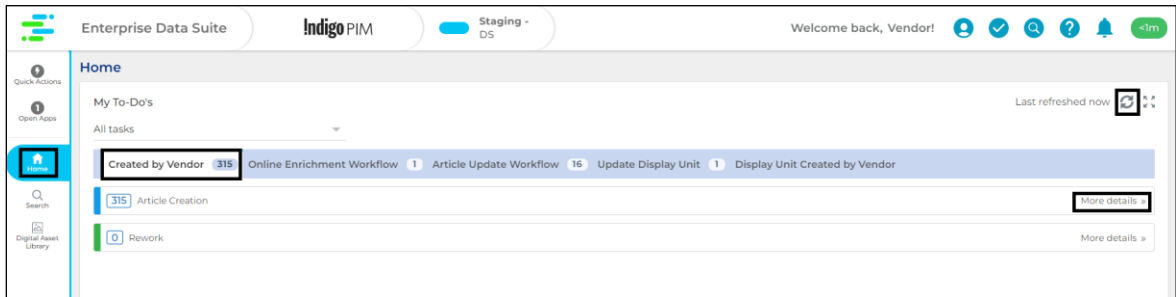 Enterprise Data Suite
Indigo PIM
Staging -
DS
Welcome back, Vendor!
<1m
Quick Actions
1
Open Apps
Home
Search
Digital Asset
Library
Home
My To-Do's
Last refreshed now
All tasks
Created by Vendor 315 Online Enrichment Workflow 1 Article Update Workflow 16 Update Display Unit 1 Display Unit Created by Vendor
315 Article Creation
More details »
0 Rework
More details »